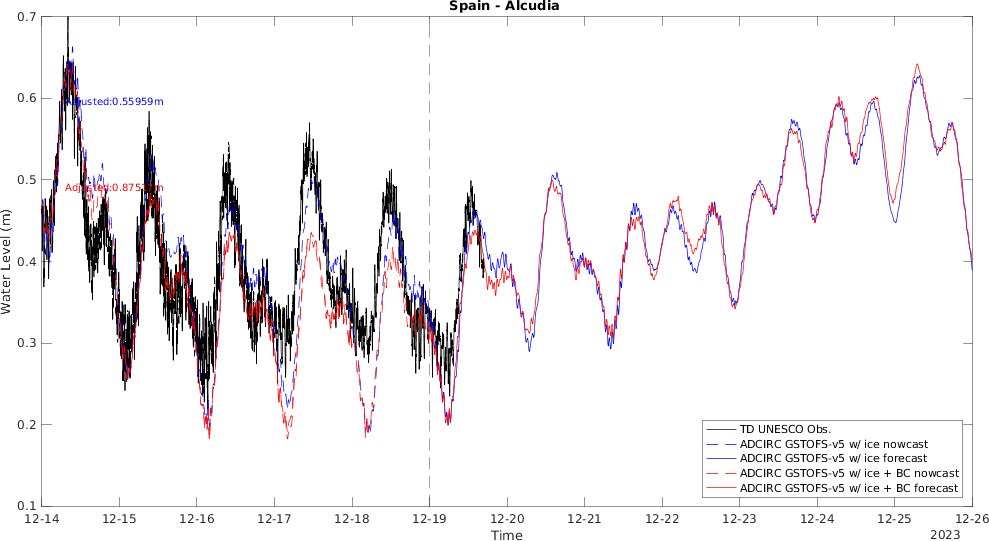 Spain - Alcudia
0.7
0.6
0.5
0.4
0.3
0.2
0.1
Water Level (m)
Adjusted:0.55959m
TD UNESCO Obs.
ADCIRC GSTOFS-v5 w/ ice nowcast
ADCIRC GSTOFS-v5 w/ ice forecast
ADCIRC GSTOFS-v5 w/ ice + BC nowcast
ADCIRC GSTOFS-v5 w/ ice + BC forecast
12-14 12-15 12-16 12-17 12-18 12-19 12-20 12-21 12-22 12-23 12-24 12-25 12-26
Time
2023